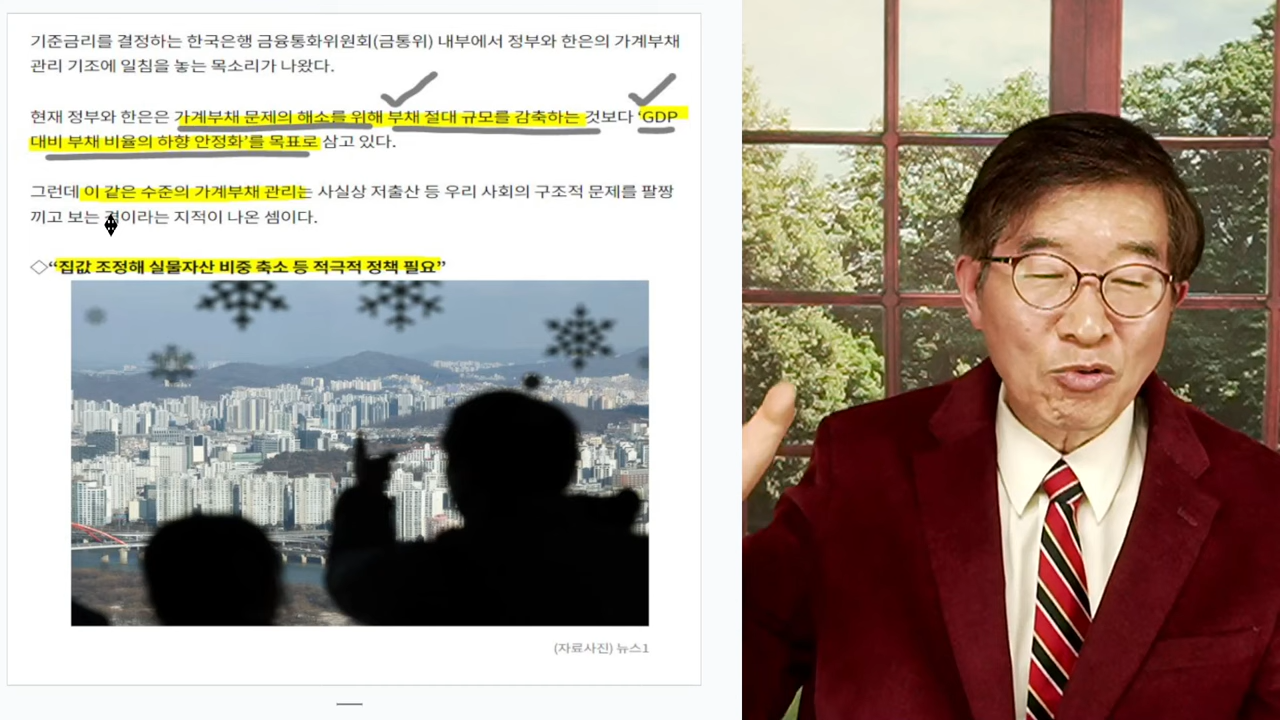 기준금리를 결정하는 한국은행 금융통화위원회(금통위) 내부에서 정부와 한은의 가계부채
관리 기조에 일침을 놓는 목소리가 나왔다.
현재 정부와 한은은 가계부채 문제의 해소를 위해 부채 절대 규모를 감축하는 것보다 ‘GDP
대비 부채 비율의 하향 안정화’를 목표로 삼고 있다.
그런데 이 같은 수준의 가계부채 관리는 사실상 저출산 등 우리 사회의 구조적 문제를 팔짱
끼고 보는 격이라는 지적이 나온 셈이다.
◇“집값 조정해 실물자산 비중 축소 등 적극적 정책 필요”
(자료사진) 뉴스1